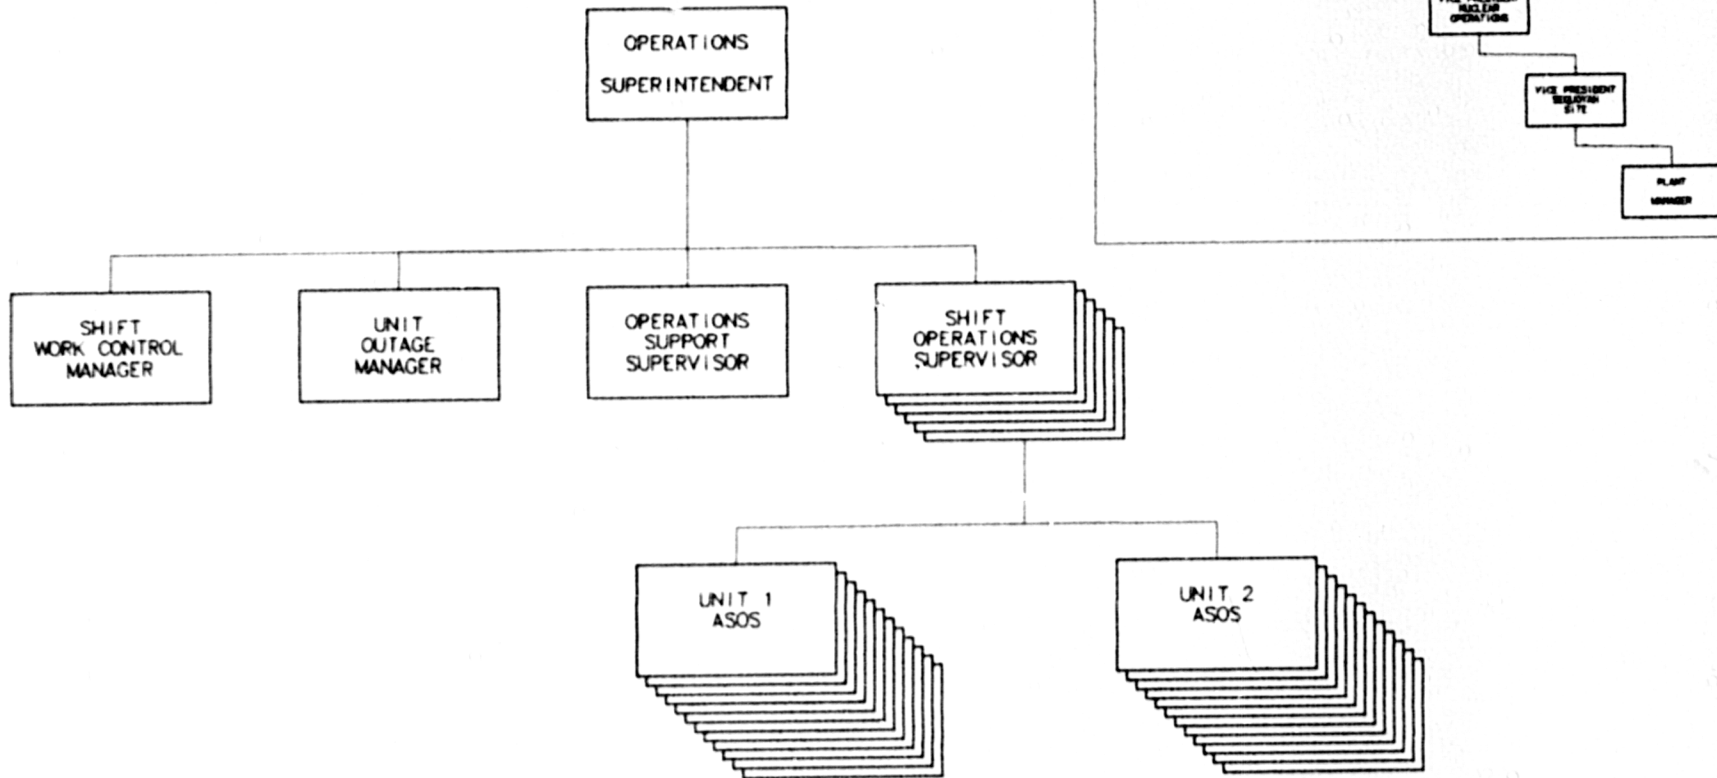 OPERATIONS
SUPERINTENDENT
NUCLEAR
OPERATIONS
VICE PRESIDENT
SEQUOYAH
SITE
PLANT
MANAGER
SHIFT
WORK CONTROL
MANAGER
UNIT
OUTAGE
MANAGER
OPERATIONS
SUPPORT
SUPERVISOR
SHIFT
OPERATIONS
SUPERVISOR
UNIT 1
ASOS
UNIT 2
ASOS